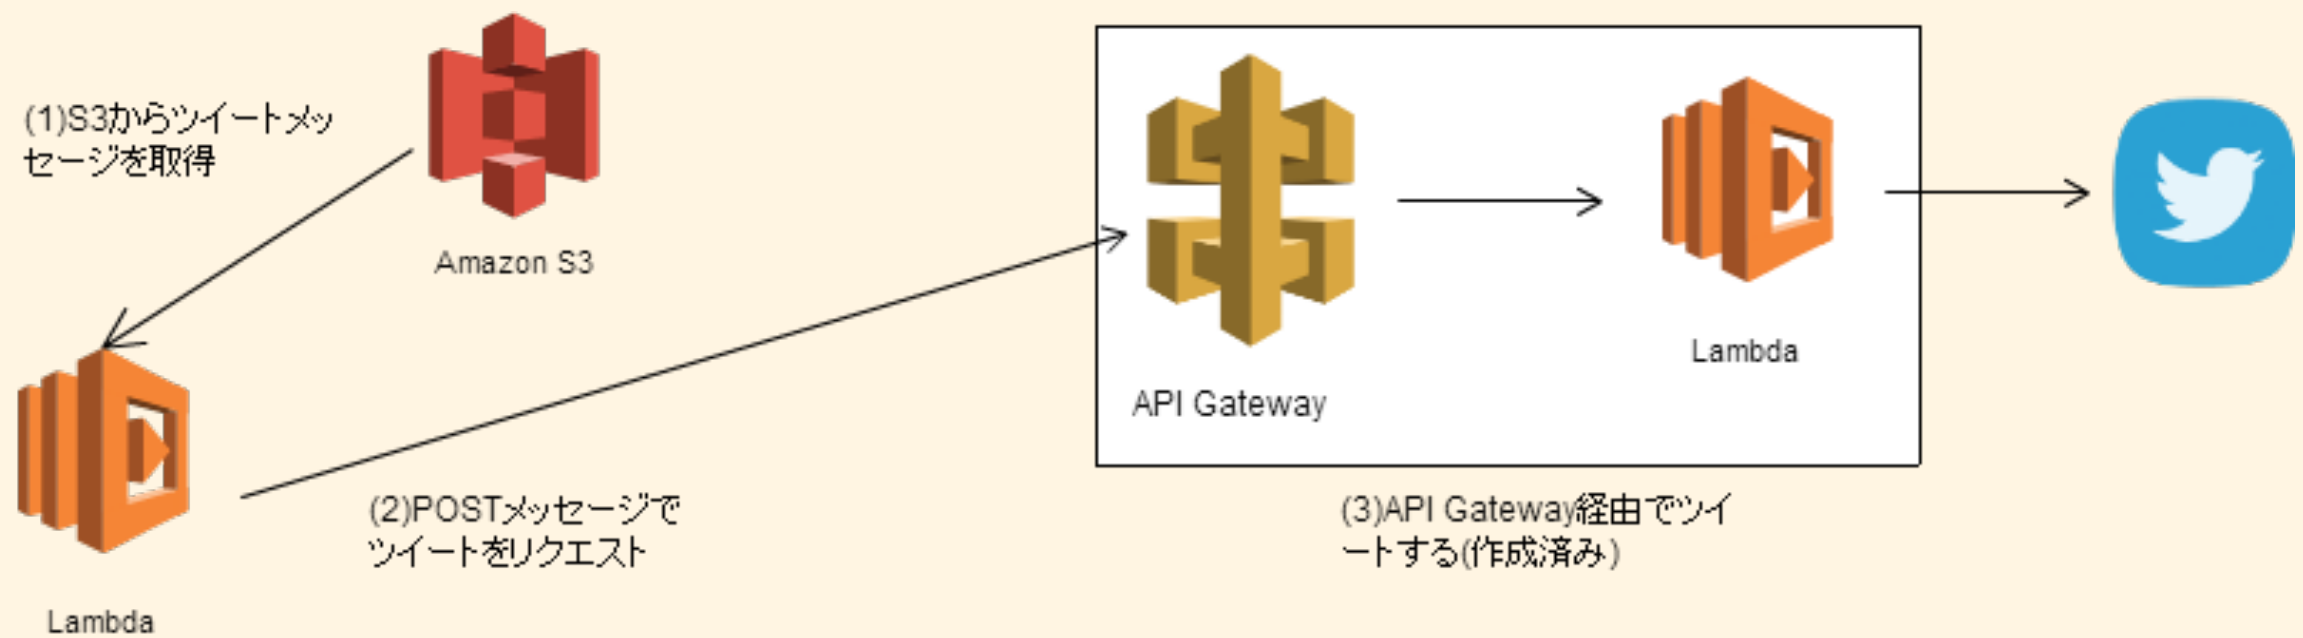 (1)S3からツイートメッ
セージを取得
Amazon S3
Lambda
(2)POSTメッセージで
ツイートをリクエスト
API Gateway
Lambda
(3)API Gateway経由でツイ
ートする(作成済み)